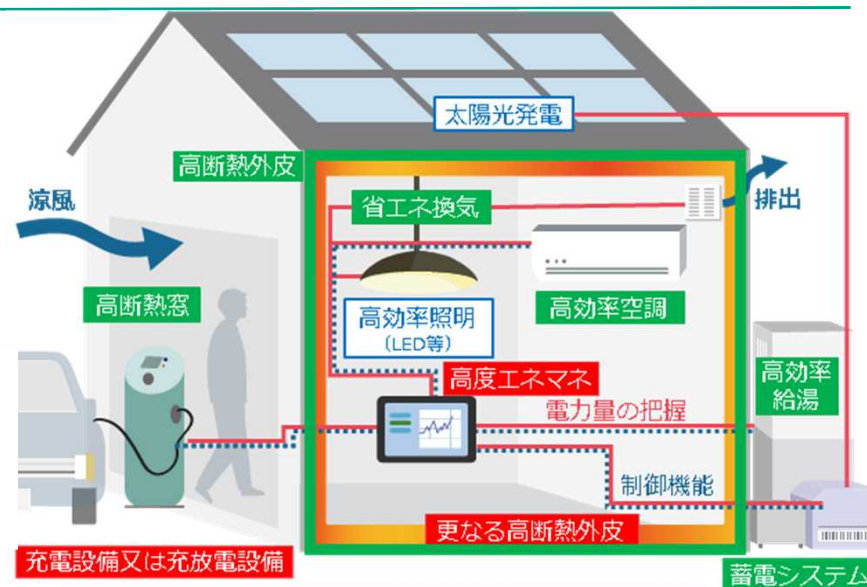 太陽光発電
高断熱外皮
涼風
省エネ換気
排出
高断熱窓
高効率照明
(LED等)
高効率空調
高度エネマネ
高効率
給湯
電力量の把握
制御機能
更なる高断熱外皮
充電設備又は充放電設備
蓄電システム